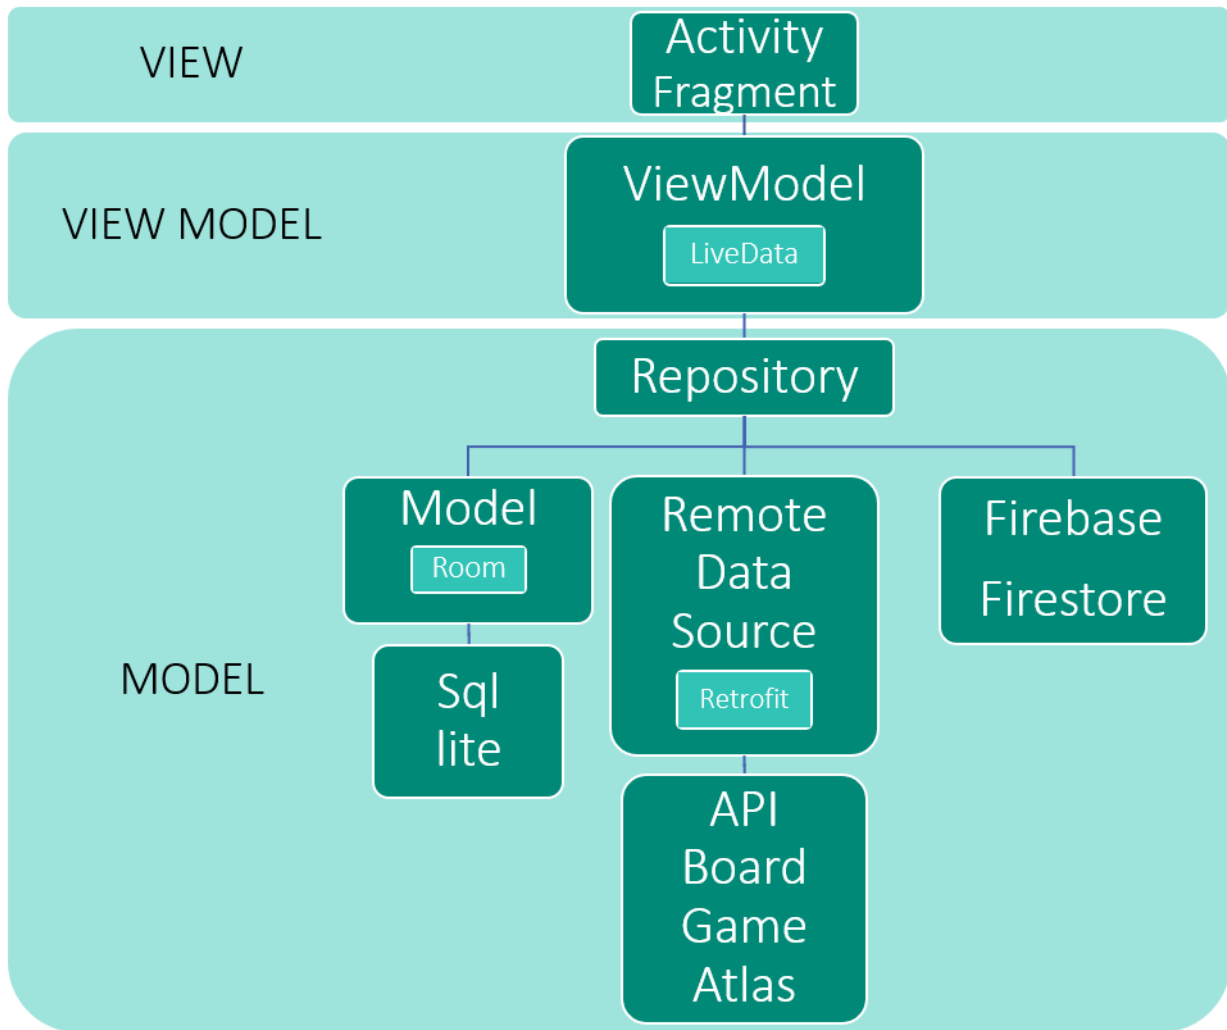 VIEW
Activity
Fragment
VIEW MODEL
ViewModel
LiveData
Repository
MODEL
Model
Room
Sql
lite
Remote
Data
Source
Retrofit
API
Board
Game
Atlas
Firebase
Firestore